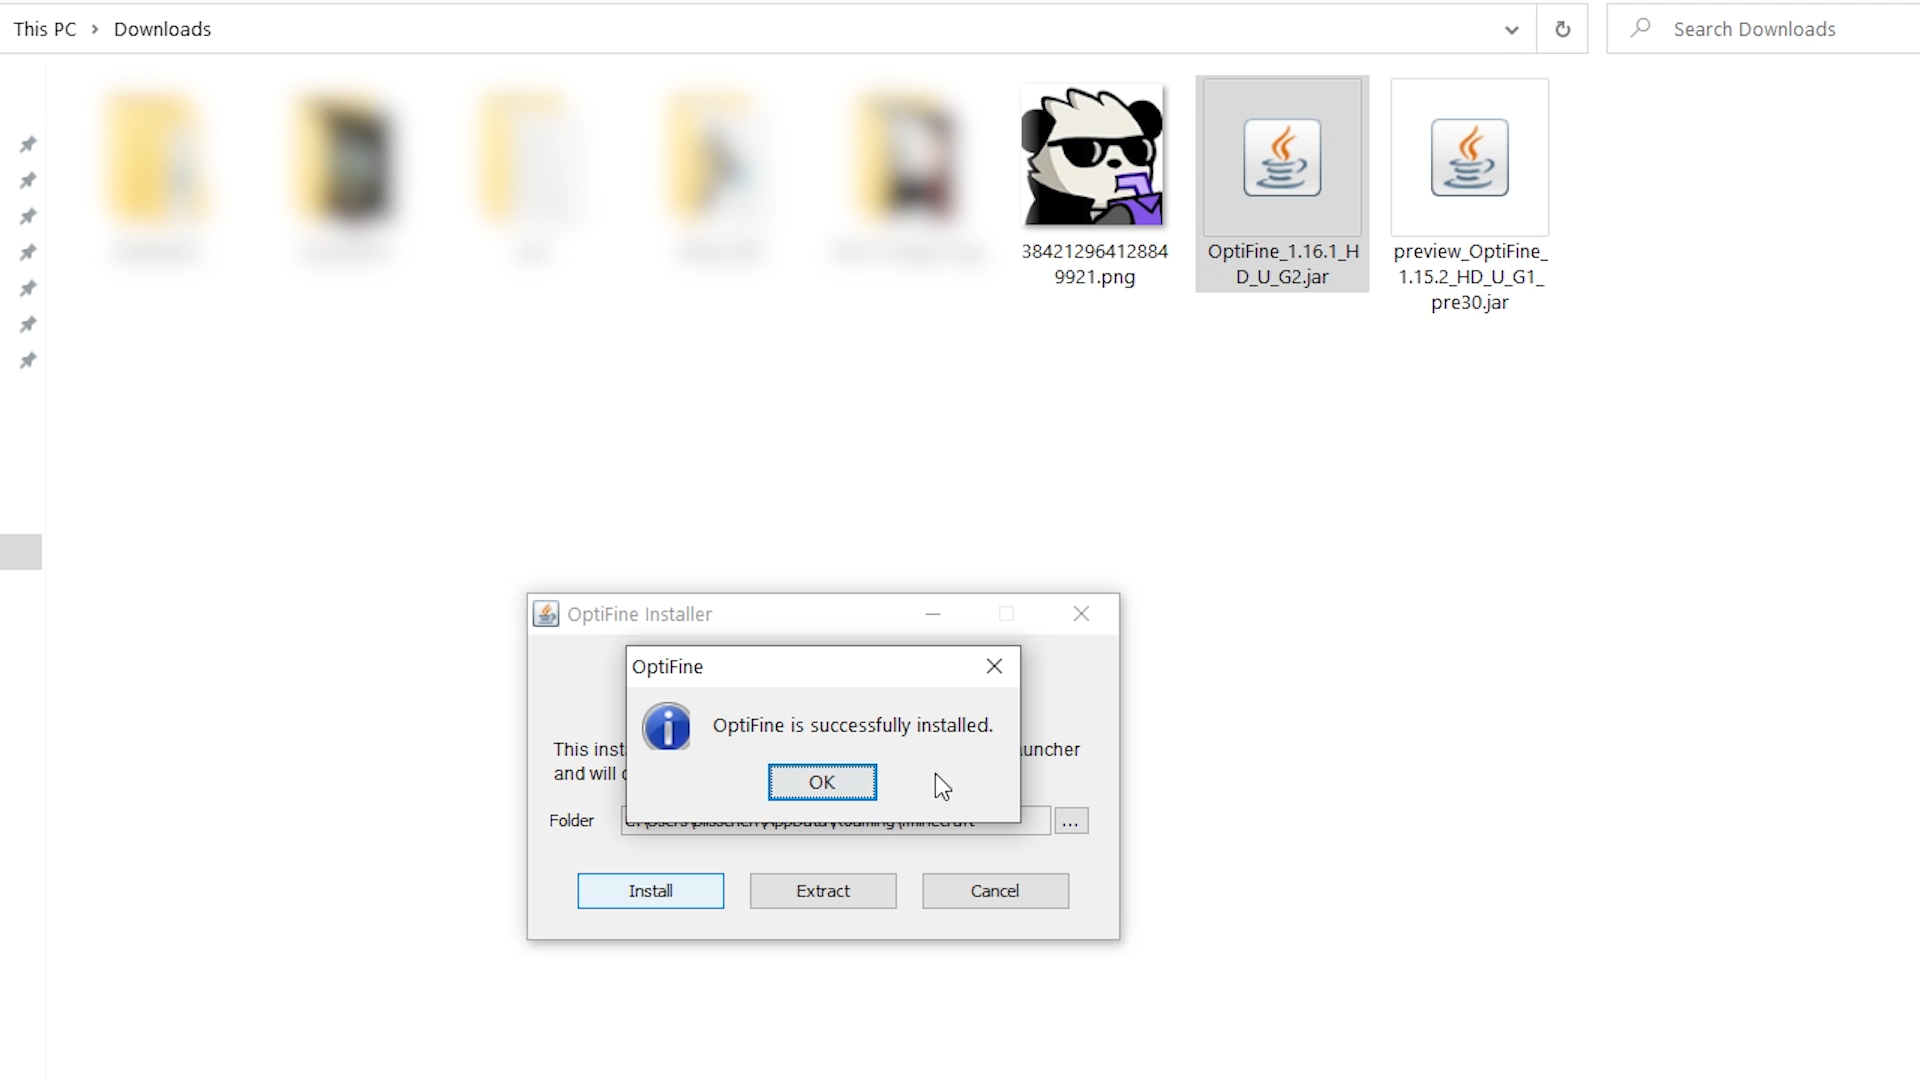 This PC > Downloads
Search Downloads
38421296412884
9921.png
OptiFine_1.16.1_H
D_U_G2.jar
preview_OptiFine_
1.15.2_HD_U_G1_
pre30.jar
OptiFine Installer
OptiFine
OptiFine is successfully installed.
This inst
uncher
and will
OK
Folder
...
Install
Extract
Cancel